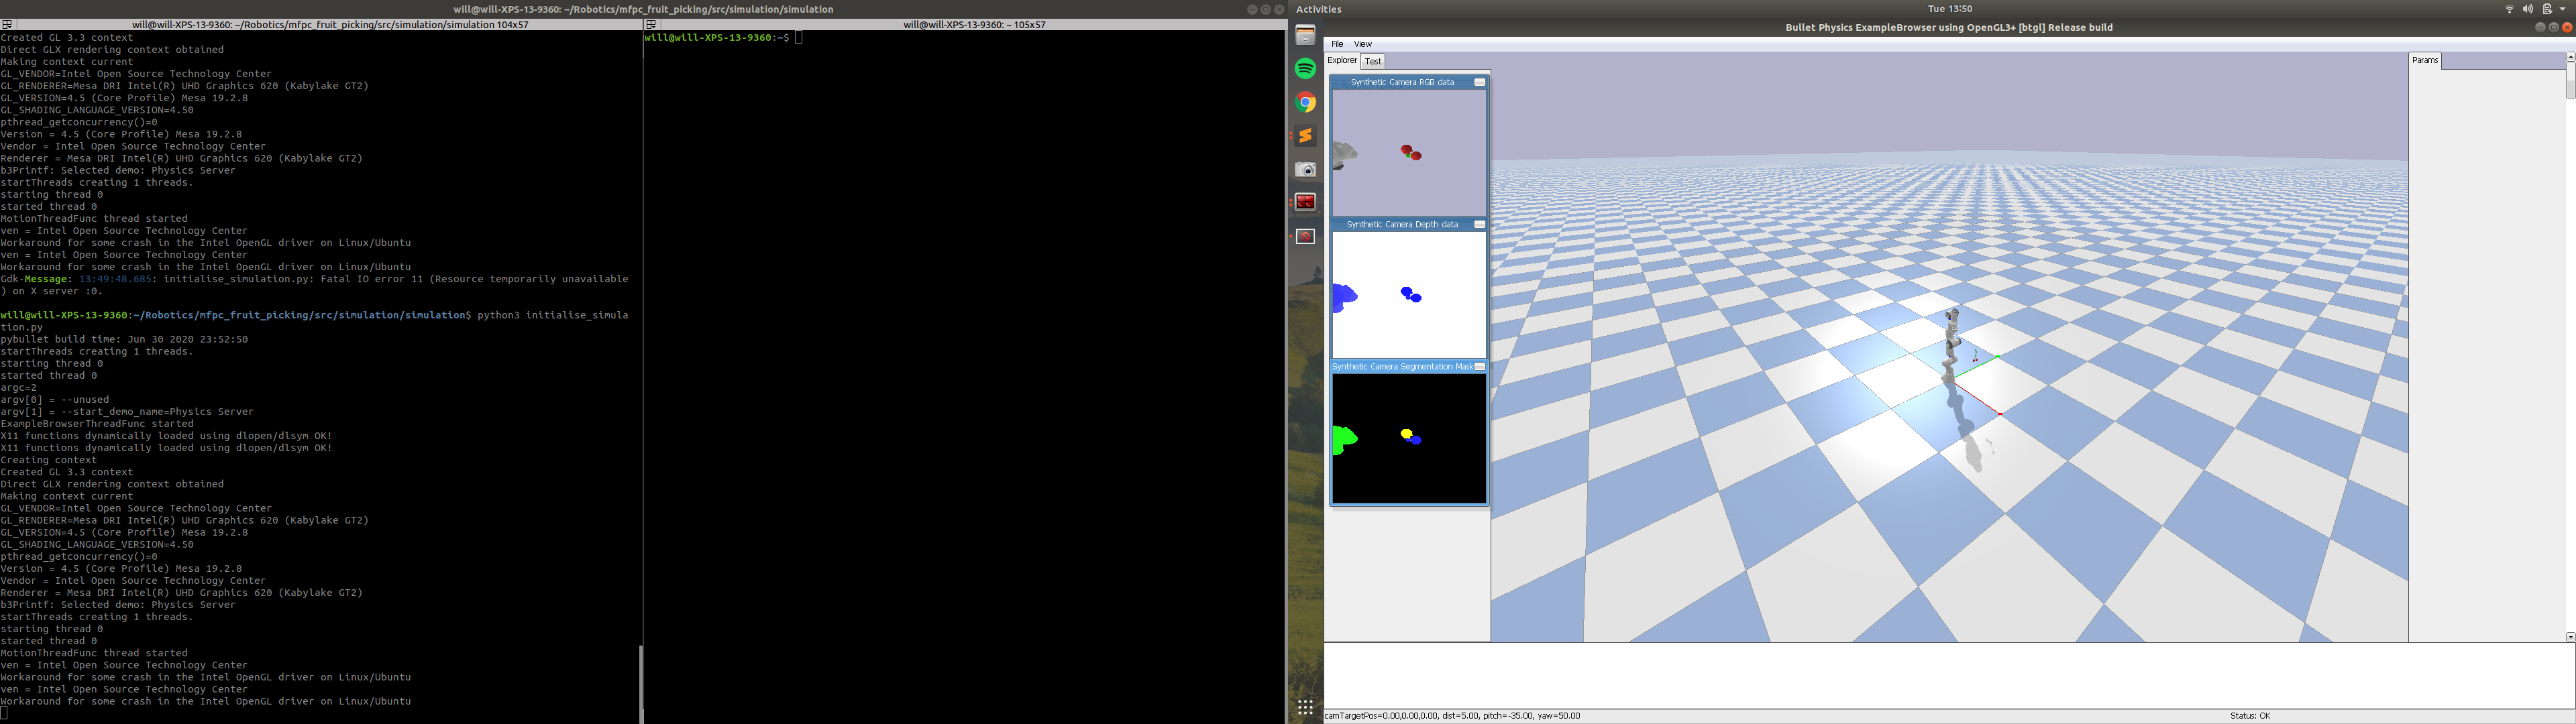 will@will-XPS-13-9360: ~/Robotics/mfpc_fruit_picking/src/simulation/simulation
will@will-XPS-13-9360: ~/Robotics/mfpc_fruit_picking/src/simulation/simulation 104x57
Created GL 3.3 context
Direct GLX rendering context obtained
Making context current
GL_VENDOR=Intel Open Source Technology Center
GL_RENDERER=Mesa DRI Intel(R) UHD Graphics 620 (Kabylake GT2)
GL_VERSION=4.5 (Core Profile) Mesa 19.2.8
GL_SHADING_LANGUAGE_VERSION=4.50
pthread_getconcurrency()=0
Version = 4.5 (Core Profile) Mesa 19.2.8
Vendor = Intel Open Source Technology Center
Renderer = Mesa DRI Intel(R) UHD Graphics 620 (Kabylake GT2)
b3Printf: Selected demo: Physics Server
startThreads creating 1 threads.
starting thread 0
started thread 0
MotionThreadFunc thread started
ven = Intel Open Source Technology Center
Workaround for some crash in the Intel OpenGL driver on Linux/Ubuntu
ven = Intel Open Source Technology Center
Workaround for some crash in the Intel OpenGL driver on Linux/Ubuntu
Gdk-Message: 13:49:48.685: initialise_simulation.py: Fatal IO error 11 (Resource temporarily unavailable
) on X server :0.
will@will-XPS-13-9360:~/Robotics/mfpc_fruit_picking/src/simulation/simulation$ python3 initialise_simula
tion.py
pybullet build time: Jun 30 2020 23:52:50
startThreads creating 1 threads.
starting thread 0
started thread 0
argc=2
argv[0] = --unused
argv[1] = --start_demo_name=Physics Server
ExampleBrowserThreadFunc started
X11 functions dynamically loaded using dlopen/dlsym OK!
X11 functions dynamically loaded using dlopen/dlsym OK!
Creating context
Created GL 3.3 context
Direct GLX rendering context obtained
Making context current
GL_VENDOR=Intel Open Source Technology Center
GL_RENDERER=Mesa DRI Intel(R) UHD Graphics 620 (Kabylake GT2)
GL_VERSION=4.5 (Core Profile) Mesa 19.2.8
GL_SHADING_LANGUAGE_VERSION=4.50
pthread_getconcurrency()=0
Version = 4.5 (Core Profile) Mesa 19.2.8
Vendor = Intel Open Source Technology Center
Renderer = Mesa DRI Intel(R) UHD Graphics 620 (Kabylake GT2)
b3Printf: Selected demo: Physics Server
startThreads creating 1 threads.
starting thread 0
started thread 0
MotionThreadFunc thread started
ven = Intel Open Source Technology Center
Workaround for some crash in the Intel OpenGL driver on Linux/Ubuntu
ven = Intel Open Source Technology Center
Workaround for some crash in the Intel OpenGL driver on Linux/Ubuntu
will@will-XPS-13-9360: ~ 105x57
will@will-XPS-13-9360:~$
Activities
Tue 13:50
Bullet Physics ExampleBrowser using OpenGL3+ [btgl] Release build
File View
Explorer Test
Synthetic Camera RGB data
Synthetic Camera Depth data
Synthetic Camera Segmentation Mask
Params
camTargetPos=0.00,0.00,0.00, dist=5.00, pitch=-35.00, yaw=50.00
Status: OK